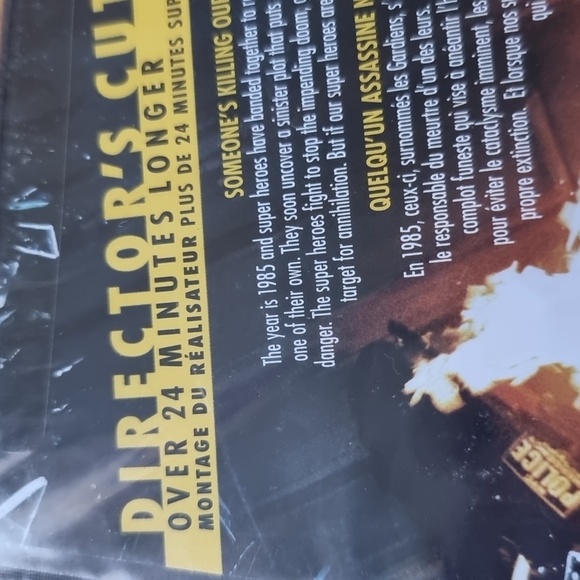 DIRECTOR'S CUT
OVER 24 MINUTES LONGER
MONTAGE DU RÉALISATEUR PLUS DE 24 MINUTES
SOMEONE'S KILLING
The year is 1985 and super heroes have banded together to
one of their own. They soon uncover a sinister plot that puts
danger. The super heroes fight to stop the impending doom,
target for annihilation. But if our super heroes are
QUELQU'UN ASSASSINE
En 1985, ceux-ci, surnommés les Gardiens,
le responsable du meurtre d'un des leurs.
complot funeste qui vise à anéantir
pour éviter le cataclysme imminent, les
propre extinction. Et lorsque nos
qui
POLICE